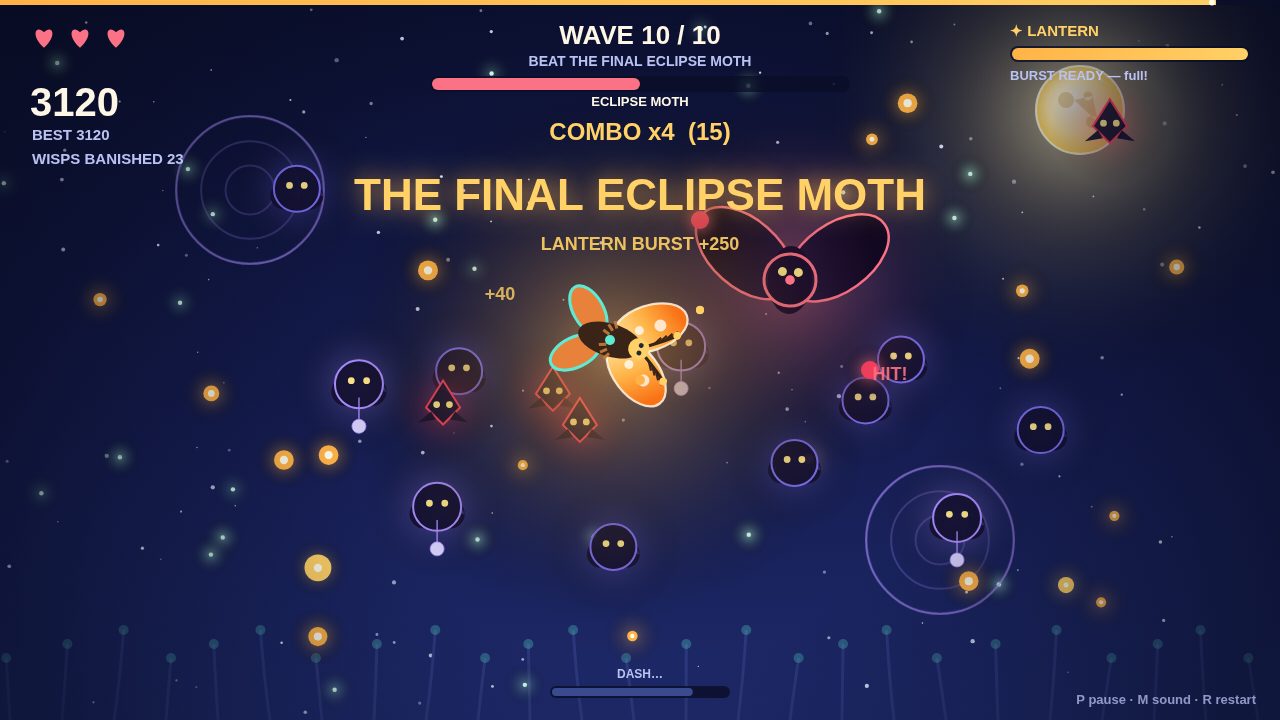 WAVE 10 / 10
BEAT THE FINAL ECLIPSE MOTH
ECLIPSE MOTH
COMBO x4 (15)
✦ LANTERN
BURST READY — full!
3120
BEST 3120
WISPS BANISHED 23
THE FINAL ECLIPSE MOTH
LANTERN BURST +250
+40
HIT!
DASH…
P pause · M sound · R restart